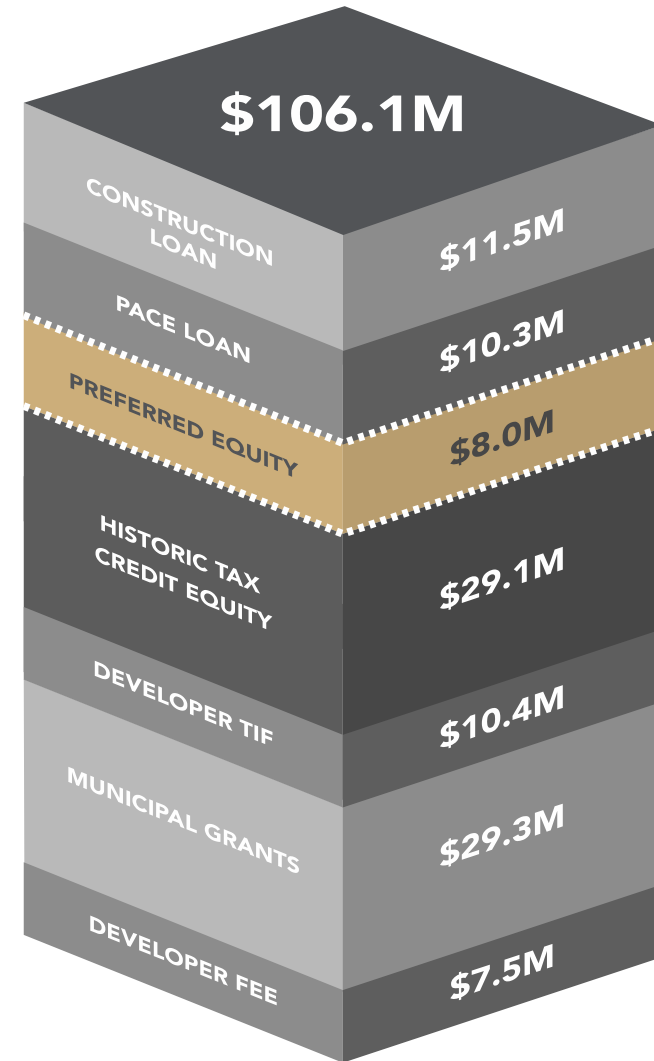 $106.1M
CONSTRUCTION
LOAN
$11.5M
PACE LOAN
$10.3M
PREFERRED EQUITY
$8.0M
HISTORIC TAX
CREDIT EQUITY
$29.1M
DEVELOPER TIF
$10.4M
MUNICIPAL GRANTS
$29.3M
DEVELOPER FEE
$7.5M